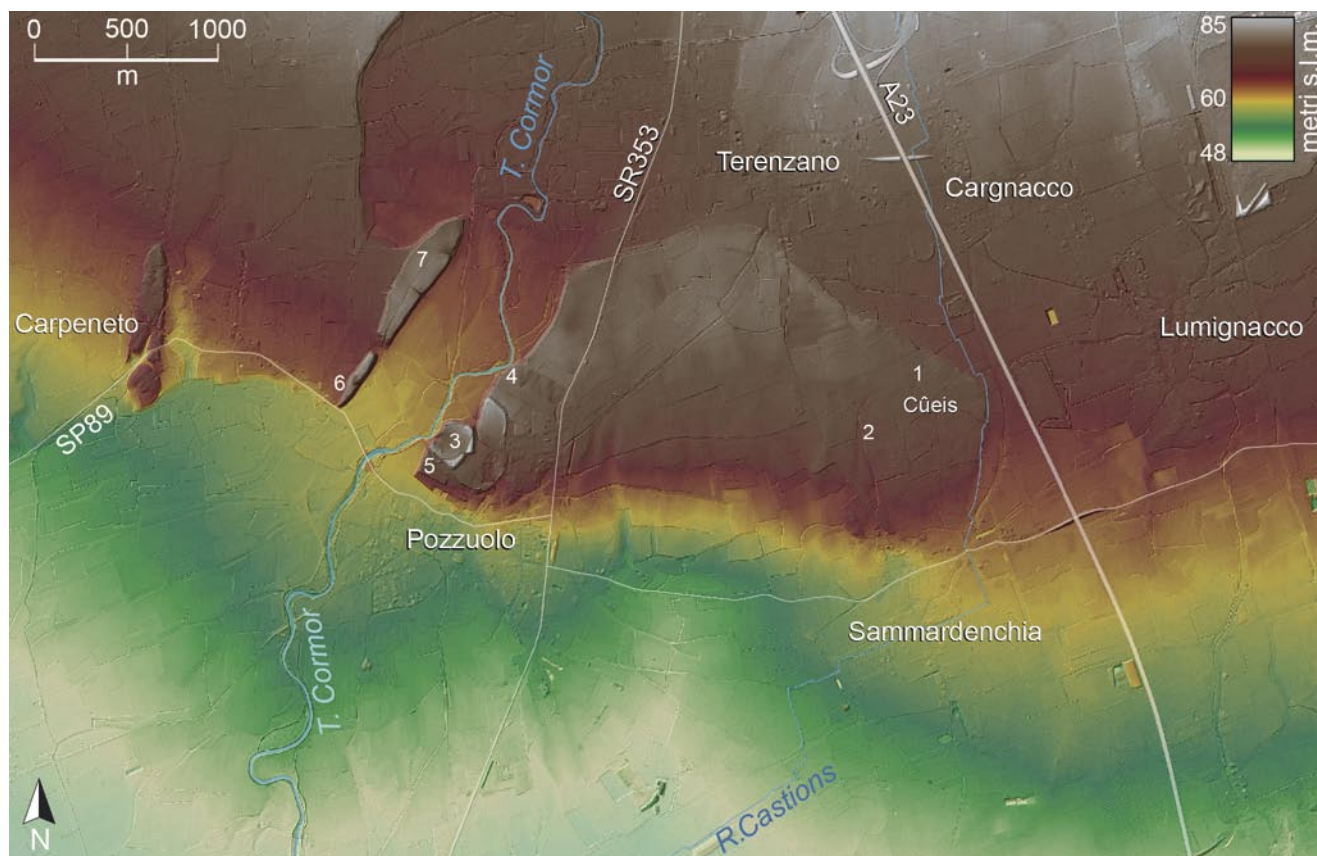 0 500 1000
m
85
60
48
metri s.l.m.
T. Cormor
SR353
A23
Terenzano
Cargnacco
7
Carpeneto
Lumignacco
6
4
1
Cûeis
SP89
3
2
5
Pozzuolo
Sammardenchia
T. Cormor
R.Castions
N